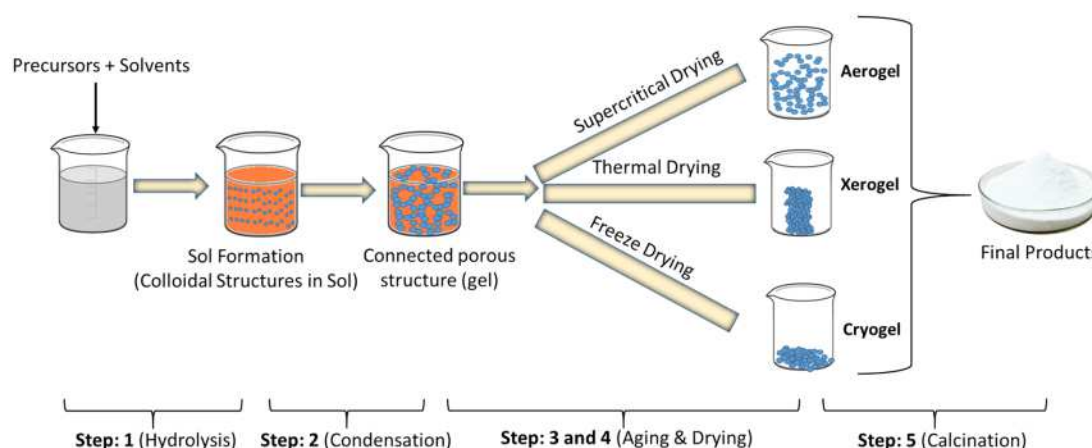 Precursors + Solvents
Sol Formation
(Colloidal Structures in Sol)
Connected porous
structure (gel)
Supercritical Drying
Thermal Drying
Freeze Drying
Aerogel
Xerogel
Cryogel
Final Products
Step: 1 (Hydrolysis)
Step: 2 (Condensation)
Step: 3 and 4 (Aging & Drying)
Step: 5 (Calcination)